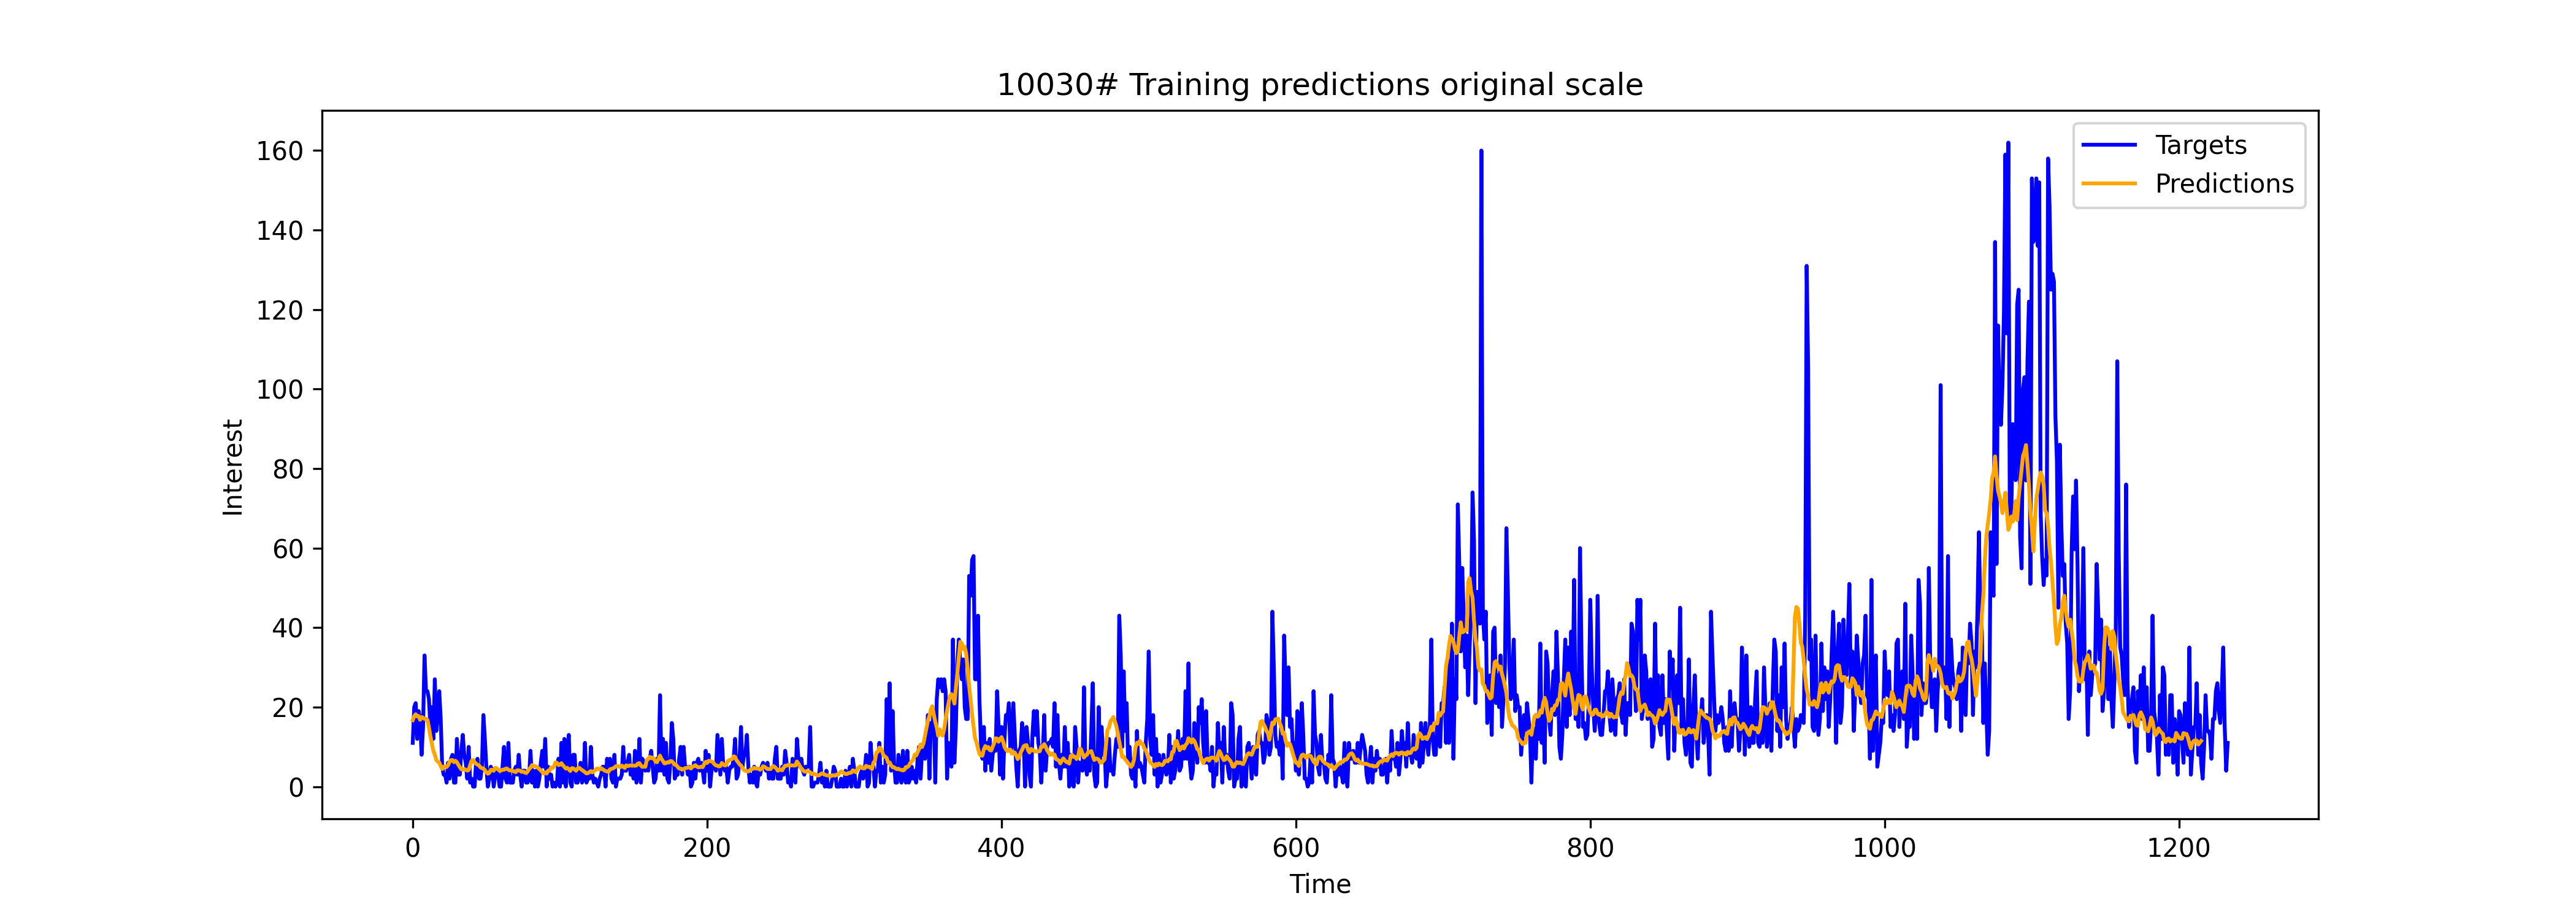 10030# Training predictions original scale
Targets
Predictions
160
140
120
100
80
60
40
20
0
Interest
0 200 400 600 800 1000 1200
Time